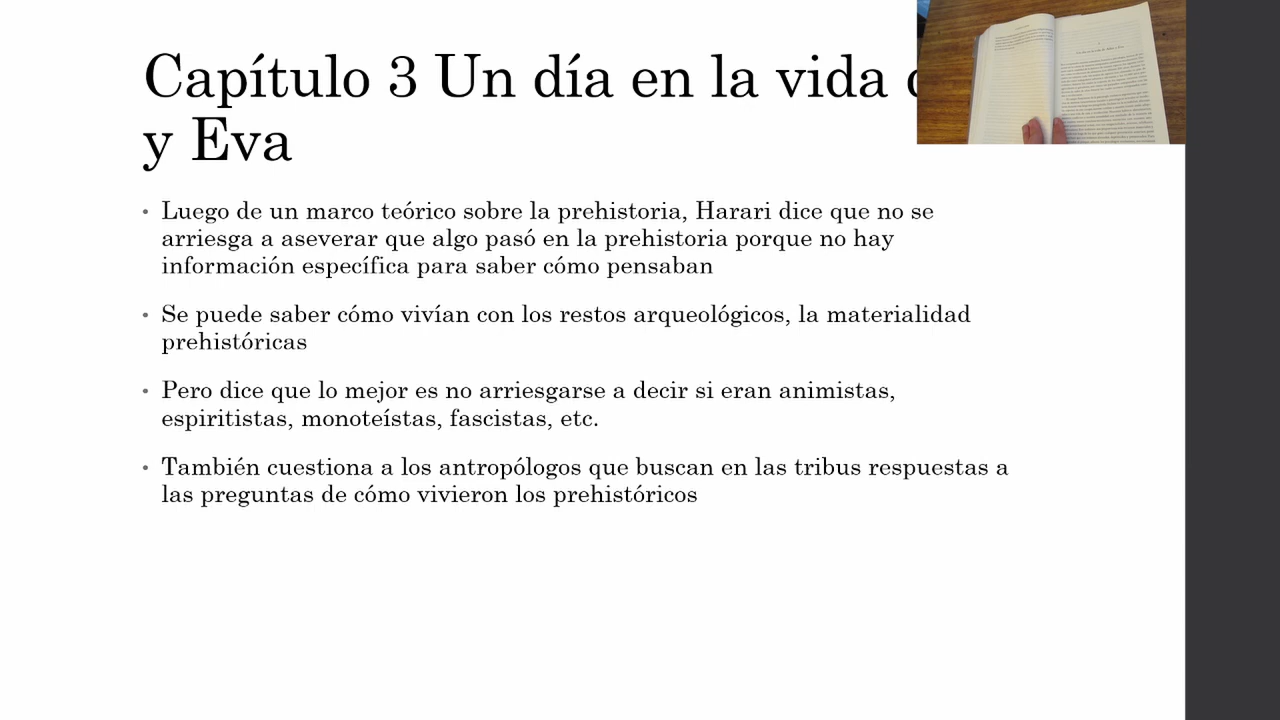 Capítulo 3 Un día en la vida
y Eva
• Luego de un marco teórico sobre la prehistoria, Harari dice que no se
arriesga a aseverar que algo pasó en la prehistoria porque no hay
información específica para saber cómo pensaban
• Se puede saber cómo vivían con los restos arqueológicos, la materialidad
prehistóricas
• Pero dice que lo mejor es no arriesgarse a decir si eran animistas,
espiritistas, monoteístas, fascistas, etc.
• También cuestiona a los antropólogos que buscan en las tribus respuestas a
las preguntas de cómo vivieron los prehistóricos